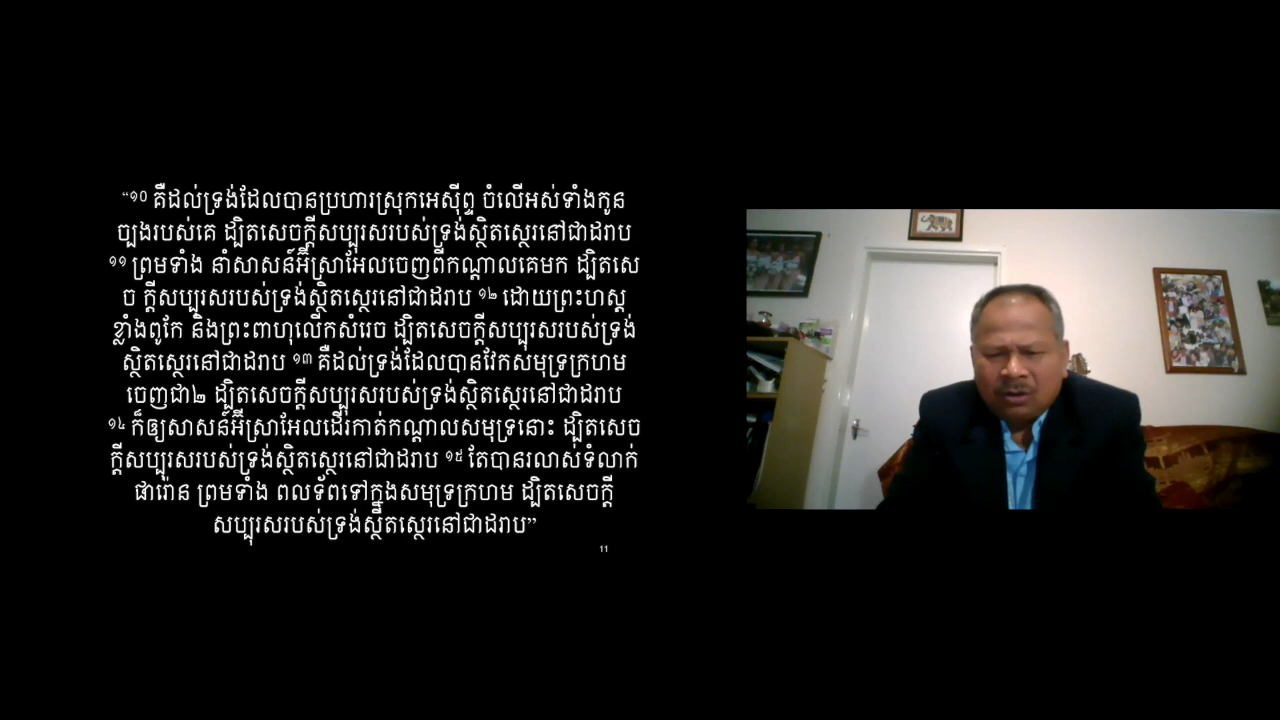 “១០ គឺដល់ទ្រង់ដែលបានប្រហារស្រុកអេស៊ីព្ទ ចំលើអស់ទាំងកូន
ច្បងរបស់គេ ដ្បិតសេចក្ដីសប្បុរសរបស់ទ្រង់ស្ថិតស្ថេរនៅជាដរាប
១១ ព្រមទាំង នាំសាសន៍អ៊ីស្រាអែលចេញពីកណ្ដាលគេមក ដ្បិតសេ
ច ក្ដីសប្បុរសរបស់ទ្រង់ស្ថិតស្ថេរនៅជាដរាប ១២ ដោយព្រះហស្ត
ខ្លាំងពូកែ និងព្រះពាហុលើកសំរេច ដ្បិតសេចក្ដីសប្បុរសរបស់ទ្រង់
ស្ថិតស្ថេរនៅជាដរាប ១៣ គឺដល់ទ្រង់ដែលបានវែកសមុទ្រក្រហម
ចេញជា២ ដ្បិតសេចក្ដីសប្បុរសរបស់ទ្រង់ស្ថិតស្ថេរនៅជាដរាប
១៤ ក៏ឲ្យសាសន៍អ៊ីស្រាអែលដើរកាត់កណ្ដាលសមុទ្រនោះ ដ្បិតសេច
ក្ដីសប្បុរសរបស់ទ្រង់ស្ថិតស្ថេរនៅជាដរាប ១៥ តែបានរលាស់ទំលាក់
ផារ៉ោន ព្រមទាំង ពលទ័ពទៅក្នុងសមុទ្រក្រហម ដ្បិតសេចក្ដី
សប្បុរសរបស់ទ្រង់ស្ថិតស្ថេរនៅជាដរាប”
11